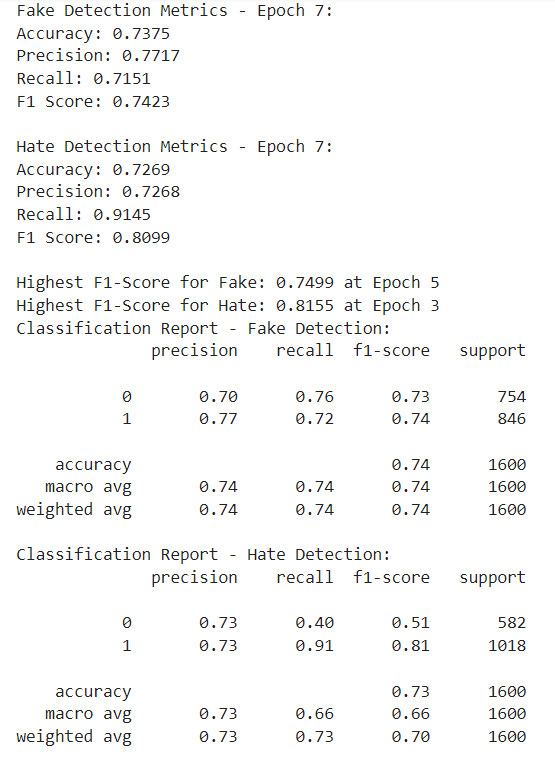 Fake Detection Metrics - Epoch 7:
Accuracy: 0.7375
Precision: 0.7717
Recall: 0.7151
F1 Score: 0.7423

Hate Detection Metrics - Epoch 7:
Accuracy: 0.7269
Precision: 0.7268
Recall: 0.9145
F1 Score: 0.8099

Highest F1-Score for Fake: 0.7499 at Epoch 5
Highest F1-Score for Hate: 0.8155 at Epoch 3
Classification Report - Fake Detection:
              precision    recall  f1-score   support

           0       0.70      0.76      0.73       754
           1       0.77      0.72      0.74       846

    accuracy                           0.74      1600
   macro avg       0.74      0.74      0.74      1600
weighted avg       0.74      0.74      0.74      1600

Classification Report - Hate Detection:
              precision    recall  f1-score   support

           0       0.73      0.40      0.51       582
           1       0.73      0.91      0.81      1018

    accuracy                           0.73      1600
   macro avg       0.73      0.66      0.66      1600
weighted avg       0.73      0.73      0.70      1600